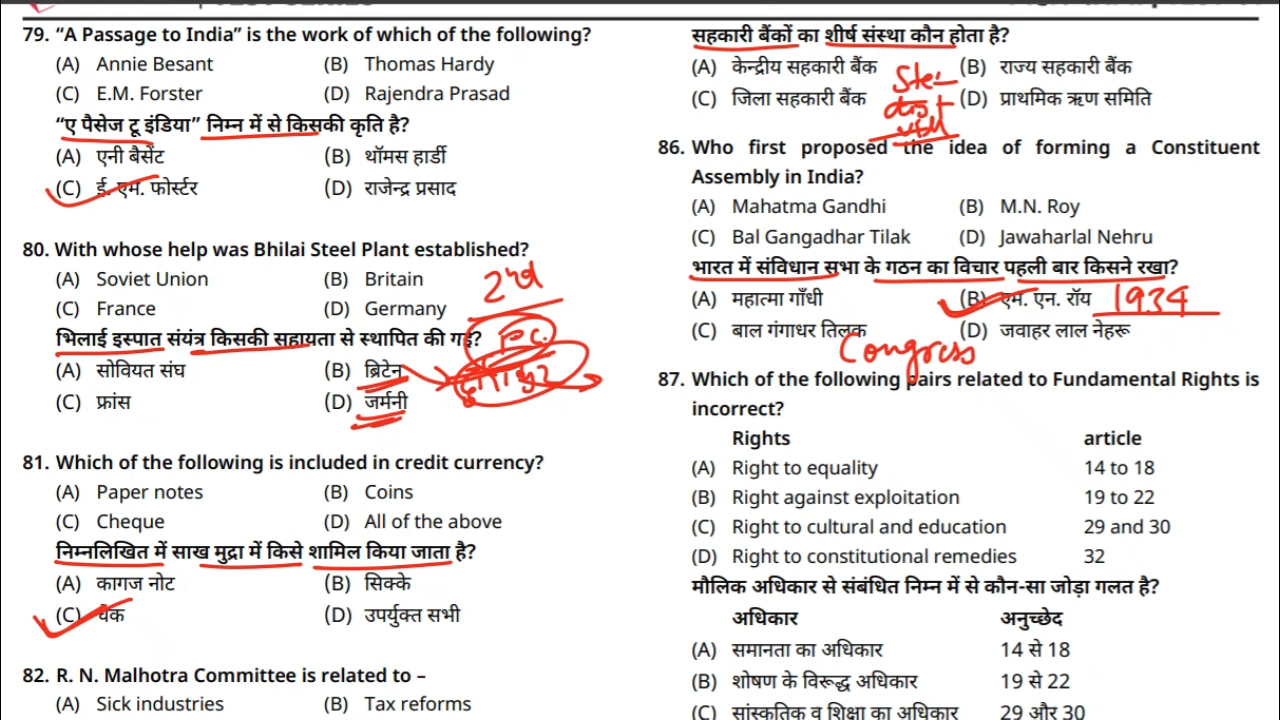 79. “A Passage to India” is the work of which of the following?
(A) Annie Besant (B) Thomas Hardy
(C) E.M. Forster (D) Rajendra Prasad
“ए पैसेज टू इंडिया” निम्न में से किसकी कृति है?
(A) एनी बैसेंट (B) थॉमस हार्डी
(C) ई. एम. फोर्स्टर (D) राजेन्द्र प्रसाद
80. With whose help was Bhilai Steel Plant established?
(A) Soviet Union (B) Britain
(C) France (D) Germany
2nd
भिलाई इस्पात संयंत्र किसकी सहायता से स्थापित की गई?
P.C.
(A) सोवियत संघ (B) ब्रिटेन
(C) फ्रांस (D) जर्मनी
81. Which of the following is included in credit currency?
(A) Paper notes (B) Coins
(C) Cheque (D) All of the above
निम्नलिखित में साख मुद्रा में किसे शामिल किया जाता है?
(A) कागज नोट (B) सिक्के
(C) चैक (D) उपर्युक्त सभी
82. R. N. Malhotra Committee is related to –
(A) Sick industries (B) Tax reforms
सहकारी बैंकों का शीर्ष संस्था कौन होता है?
(A) केन्द्रीय सहकारी बैंक (B) राज्य सहकारी बैंक
(C) जिला सहकारी बैंक (D) प्राथमिक ऋण समिति
86. Who first proposed the idea of forming a Constituent
Assembly in India?
(A) Mahatma Gandhi (B) M.N. Roy
(C) Bal Gangadhar Tilak (D) Jawaharlal Nehru
भारत में संविधान सभा के गठन का विचार पहली बार किसने रखा?
(A) महात्मा गाँधी (B) एम. एन. रॉय 1934
(C) बाल गंगाधर तिलक (D) जवाहर लाल नेहरू
Congress
87. Which of the following pairs related to Fundamental Rights is
incorrect?
Rights article
(A) Right to equality 14 to 18
(B) Right against exploitation 19 to 22
(C) Right to cultural and education 29 and 30
(D) Right to constitutional remedies 32
मौलिक अधिकार से संबंधित निम्न में से कौन-सा जोड़ा गलत है?
अधिकार अनुच्छेद
(A) समानता का अधिकार 14 से 18
(B) शोषण के विरूद्ध अधिकार 19 से 22
(C) सांस्कृतिक व शिक्षा का अधिकार 29 और 30